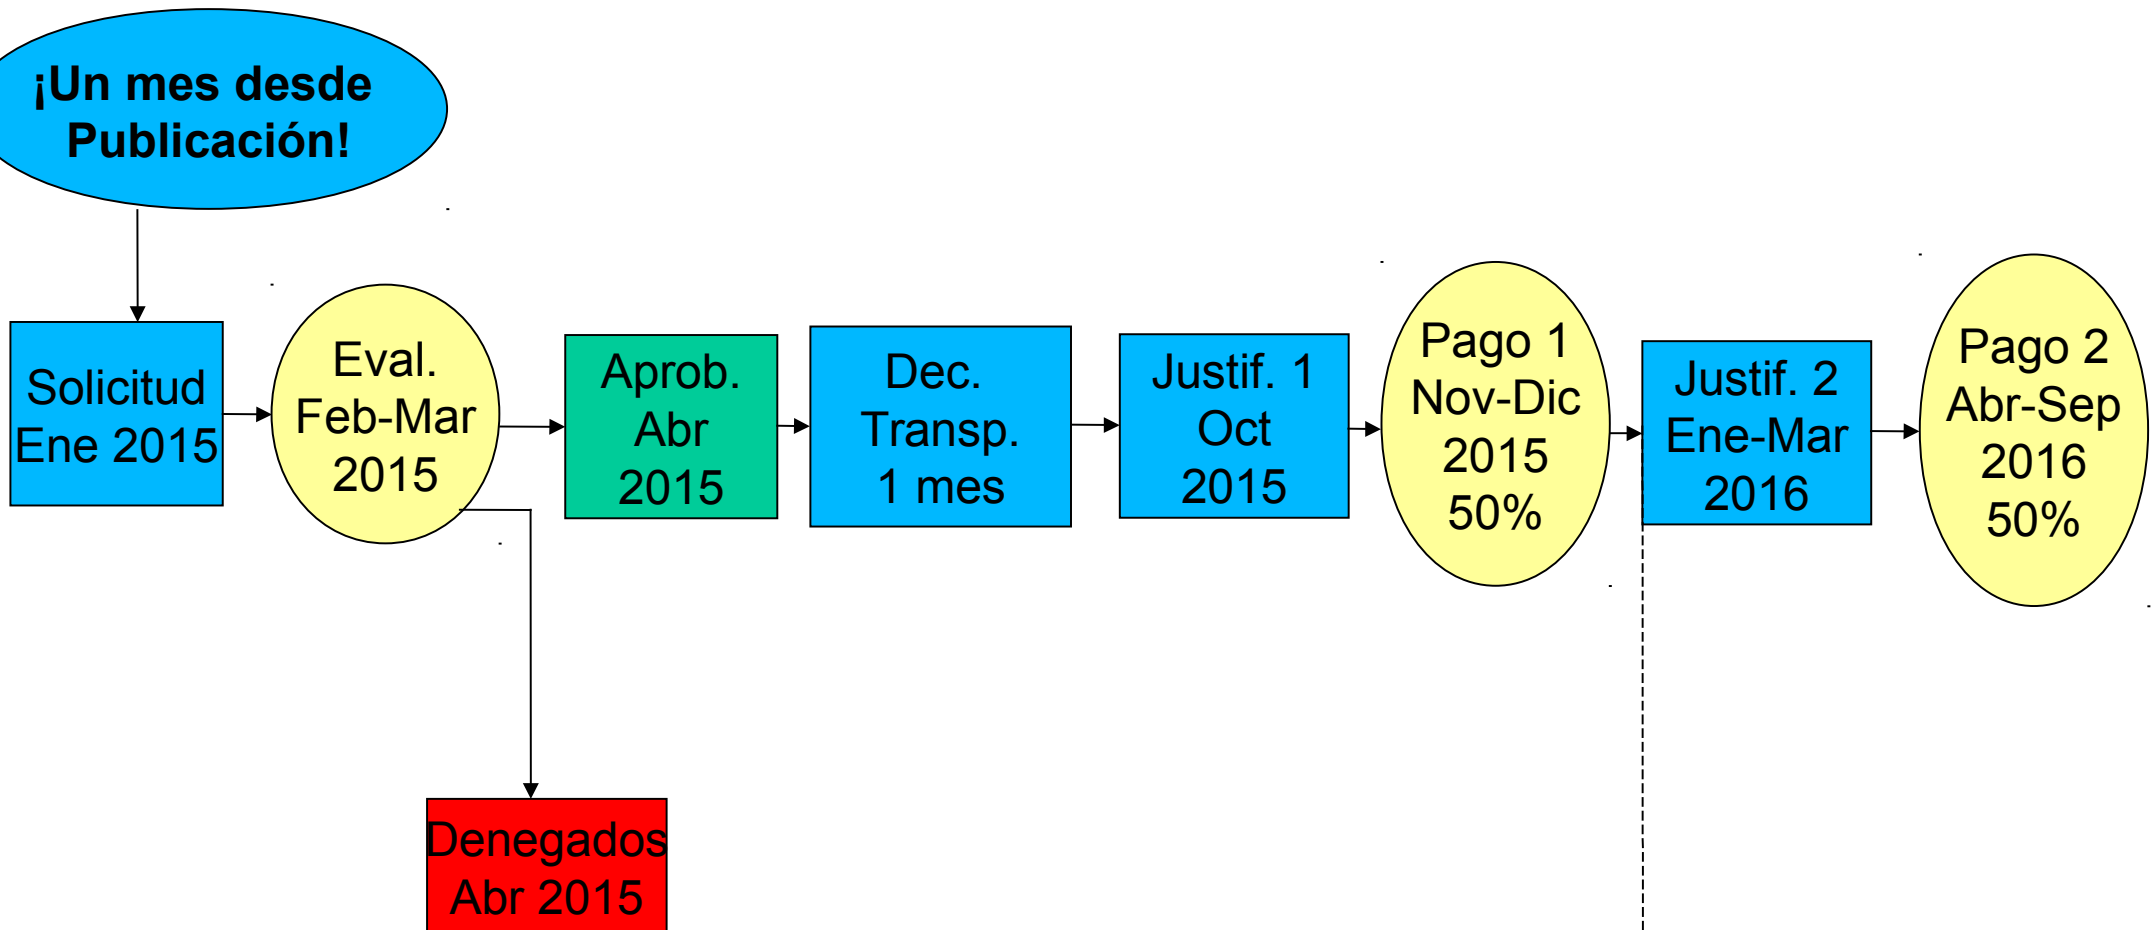 ¡Un mes desde
Publicación!
Solicitud
Ene 2015
Eval.
Feb-Mar
2015
Aprob.
Abr
2015
Dec.
Transp.
1 mes
Justif. 1
Oct
2015
Pago 1
Nov-Dic
2015
50%
Justif. 2
Ene-Mar
2016
Pago 2
Abr-Sep
2016
50%
Denegados
Abr 2015